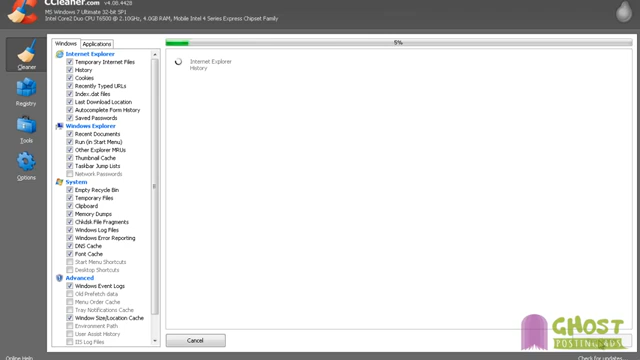 CCleaner.com v4.08.4428
MS Windows 7 Ultimate 32-bit SP1
Intel Core2 Duo CPU T6500 @ 2.10GHz, 4.0GB RAM, Mobile Intel 4 Series Express Chipset Family
Cleaner
Registry
Tools
Options
Windows
Applications
Internet Explorer
Temporary Internet Files
History
Cookies
Recently Typed URLs
Index.dat files
Last Download Location
Autocomplete Form History
Saved Passwords
Windows Explorer
Recent Documents
Run (in Start Menu)
Other Explorer MRUs
Thumbnail Cache
Taskbar Jump Lists
Network Passwords
System
Empty Recycle Bin
Temporary Files
Clipboard
Memory Dumps
Chkdsk File Fragments
Windows Log Files
Windows Error Reporting
DNS Cache
Font Cache
Start Menu Shortcuts
Desktop Shortcuts
Advanced
Windows Event Logs
Old Prefetch data
Menu Order Cache
Tray Notifications Cache
Window Size/Location Cache
Environment Path
User Assist History
IIS Log Files
5%
Internet Explorer
History
Cancel
GHOST
Online Help
Check for updates...